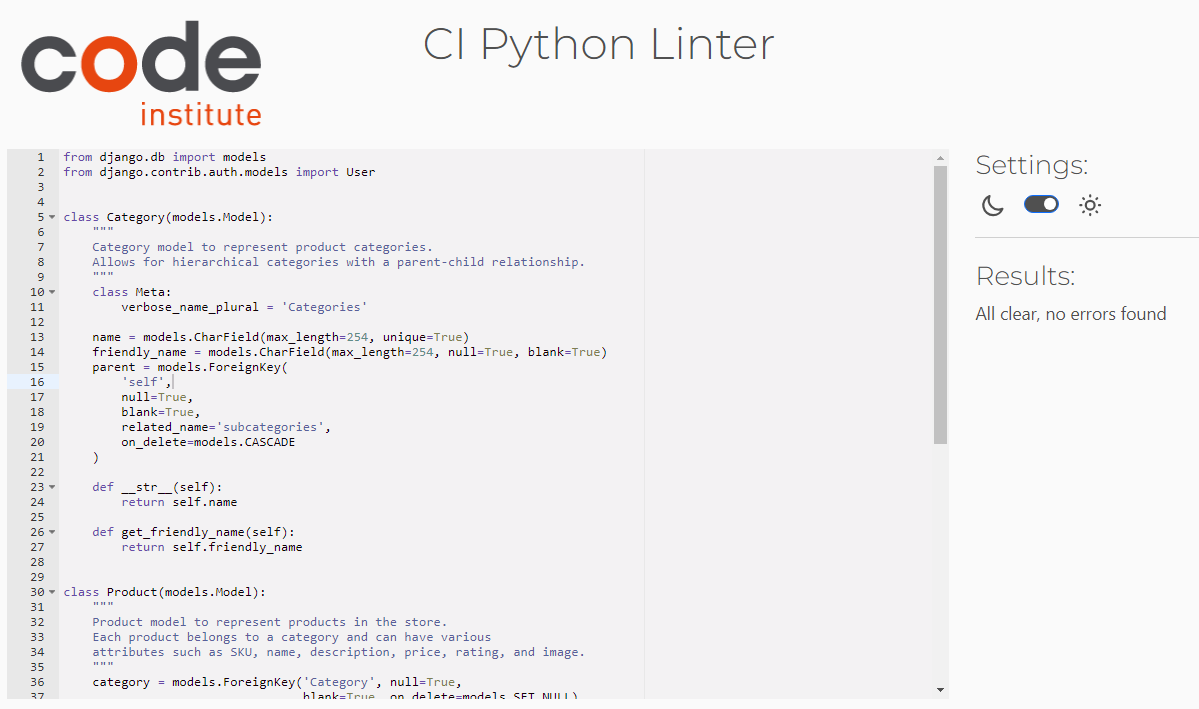 code
institute
CI Python Linter
1 from django.db import models
2 from django.contrib.auth.models import User
3
4
5 class Category(models.Model):
6     """
7     Category model to represent product categories.
8     Allows for hierarchical categories with a parent-child relationship.
9     """
10     class Meta:
11         verbose_name_plural = 'Categories'
12
13     name = models.CharField(max_length=254, unique=True)
14     friendly_name = models.CharField(max_length=254, null=True, blank=True)
15     parent = models.ForeignKey(
16         'self',
17         null=True,
18         blank=True,
19         related_name='subcategories',
20         on_delete=models.CASCADE
21     )
22
23     def __str__(self):
24         return self.name
25
26     def get_friendly_name(self):
27         return self.friendly_name
28
29
30 class Product(models.Model):
31     """
32     Product model to represent products in the store.
33     Each product belongs to a category and can have various
34     attributes such as SKU, name, description, price, rating, and image.
35     """
36     category = models.ForeignKey('Category', null=True,
37                                  blank=True, on_delete=models.SET_NULL)
Settings:
Results:
All clear, no errors found